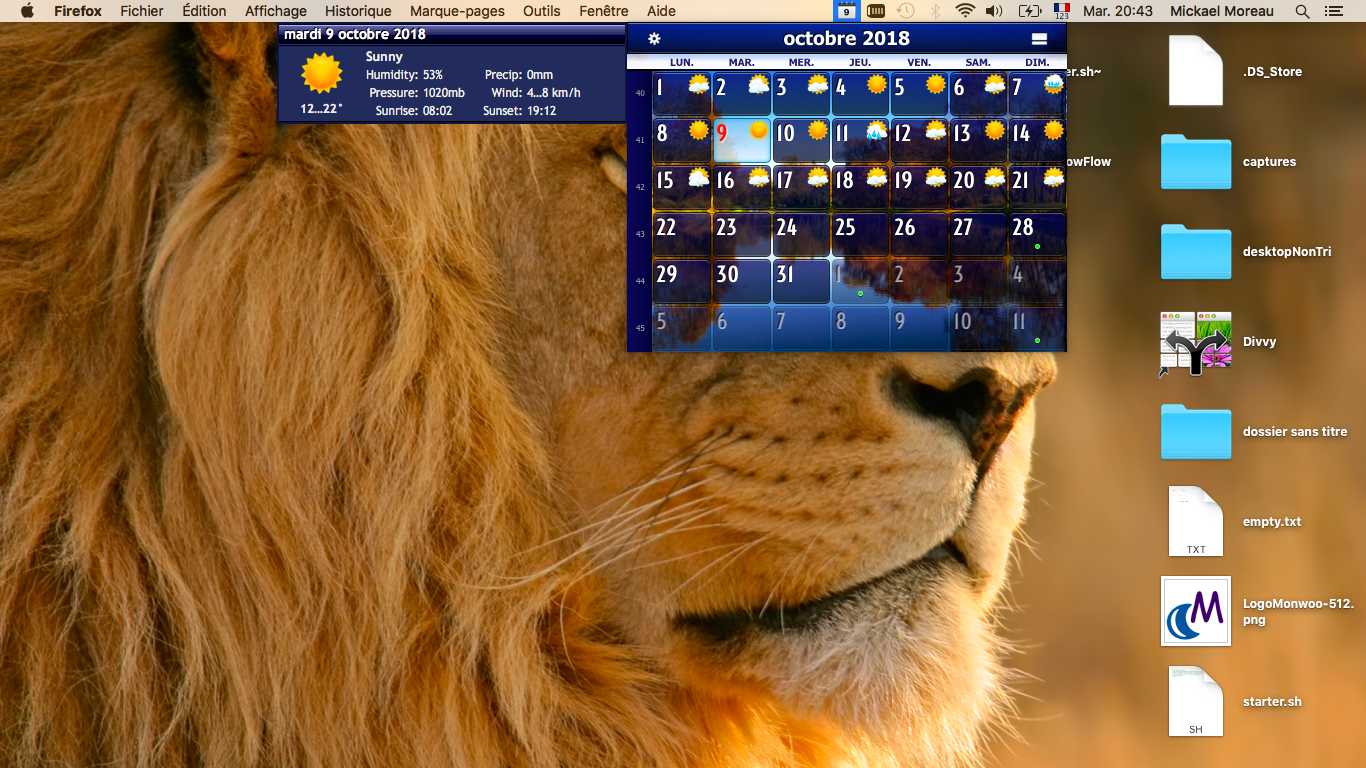 Firefox Fichier Édition Affichage Historique Marque-pages Outils Fenêtre Aide 9 123 Mar. 20:43 Mickael Moreau
mardi 9 octobre 2018
Sunny
Humidity: 53% Precip: 0mm
Pressure: 1020mb Wind: 4...8 km/h
12...22° Sunrise: 08:02 Sunset: 19:12
octobre 2018
LUN. MAR. MER. JEU. VEN. SAM. DIM.
40 1 2 3 4 5 6 7
41 8 9 10 11 12 13 14
42 15 16 17 18 19 20 21
43 22 23 24 25 26 27 28
44 29 30 31 1 2 3 4
45 5 6 7 8 9 10 11
er.sh~
owFlow
.DS_Store
captures
desktopNonTri
Divvy
dossier sans titre
TXT
empty.txt
M
LogoMonwoo-512.
png
SH
starter.sh